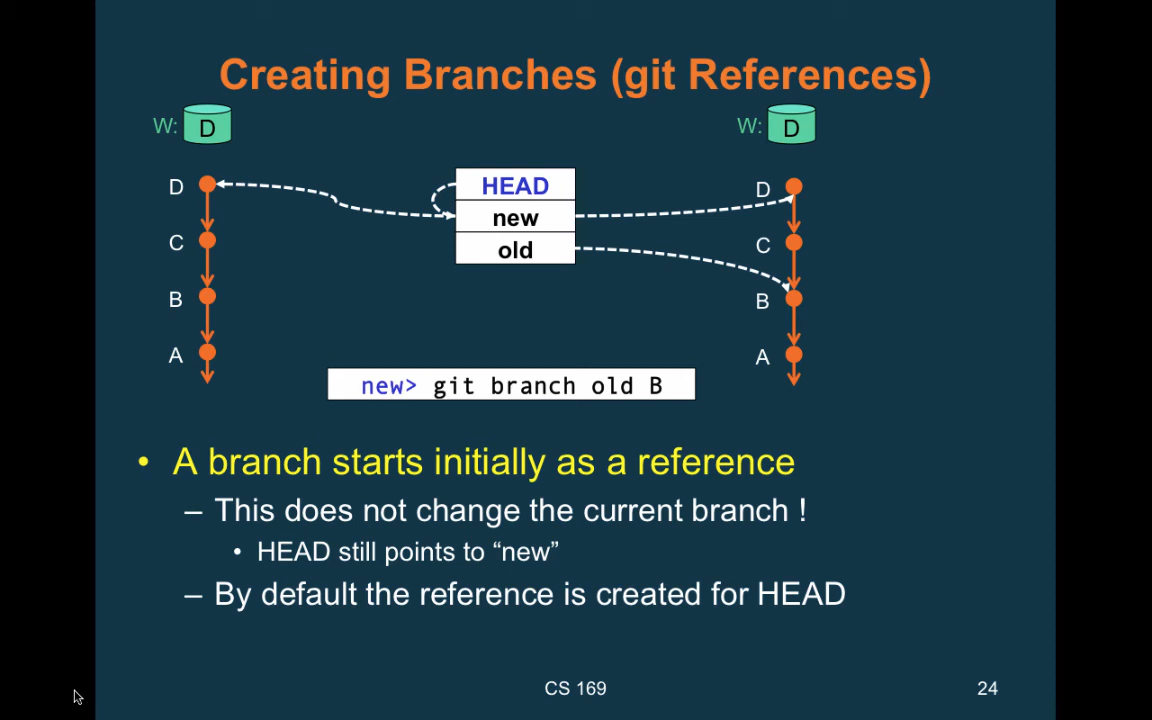 Creating Branches (git References)
W: D
W: D
D
C
B
A
HEAD
new
old
D
C
B
A
new> git branch old B
• A branch starts initially as a reference
– This does not change the current branch !
• HEAD still points to “new”
– By default the reference is created for HEAD
CS 169
24